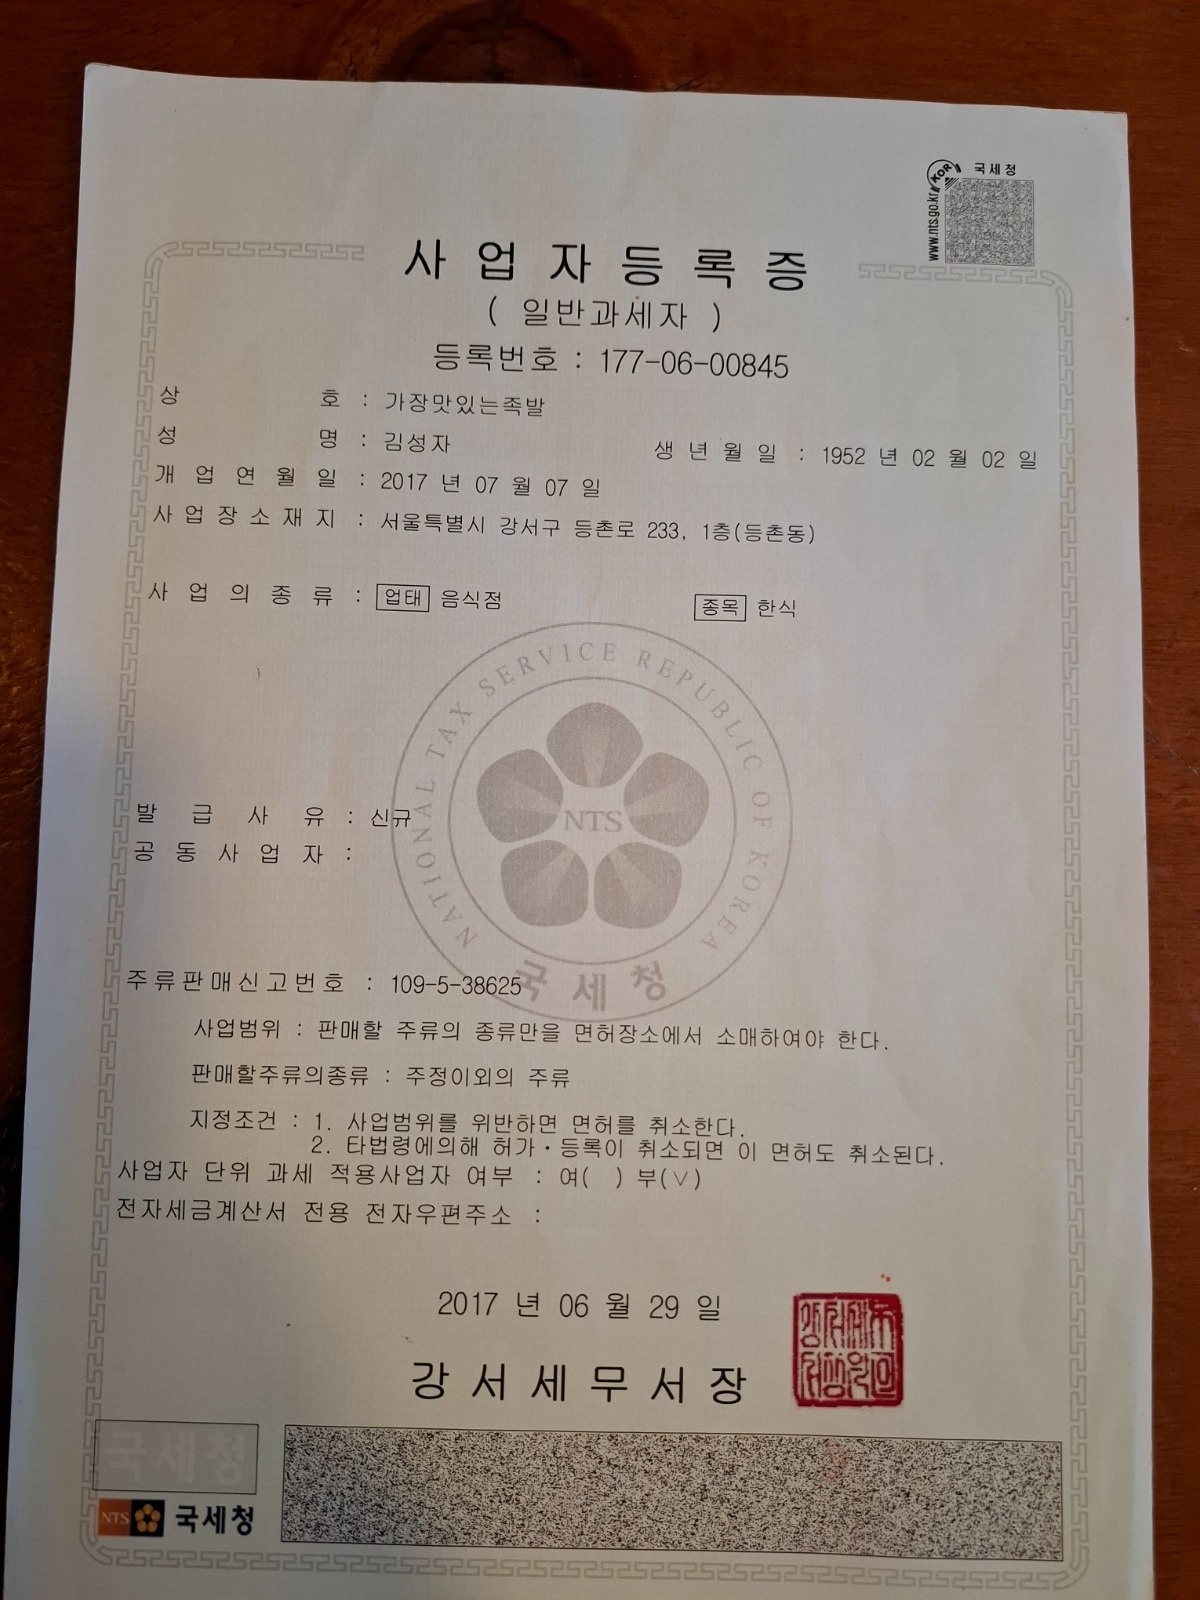 국세청
KOR
www.nts.go.kr
사업자등록증
( 일반과세자 )
등록번호 : 177-06-00845
상 호 : 가장맛있는족발
성 명 : 김성자 생년월일 : 1952 년 02 월 02 일
개업연월일 : 2017 년 07 월 07 일
사업장소재지 : 서울특별시 강서구 등촌로 233, 1층(등촌동)
사업의종류 : 업태 음식점 종목 한식
NATIONAL TAX SERVICE REPUBLIC OF KOREA
NTS
국세청
발급사유 : 신규
공동사업자 :
주류판매신고번호 : 109-5-38625
사업범위 : 판매할 주류의 종류만을 면허장소에서 소매하여야 한다.
판매할주류의종류 : 주정이외의 주류
지정조건 : 1. 사업범위를 위반하면 면허를 취소한다.
2. 타법령에의해 허가·등록이 취소되면 이 면허도 취소된다.
사업자 단위 과세 적용사업자 여부 : 여( ) 부(∨)
전자세금계산서 전용 전자우편주소 :
2017 년 06 월 29 일
강서세무서장
국세청
NTS 국세청